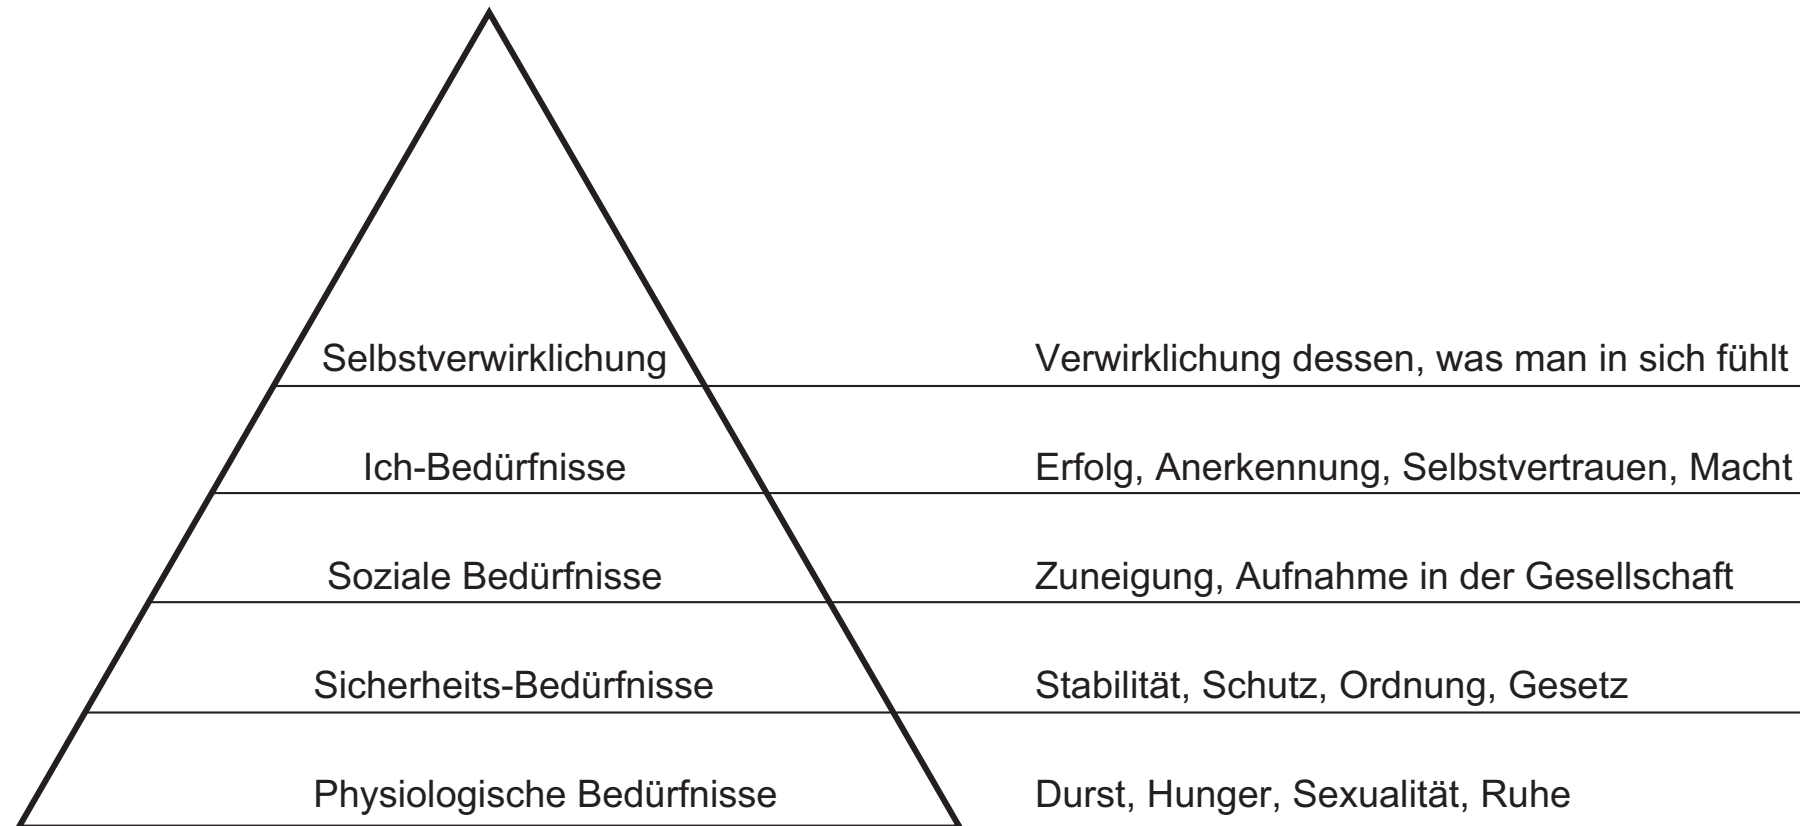 Selbstverwirklichung Verwirklichung dessen, was man in sich fühlt
Ich-Bedürfnisse Erfolg, Anerkennung, Selbstvertrauen, Macht
Soziale Bedürfnisse Zuneigung, Aufnahme in der Gesellschaft
Sicherheits-Bedürfnisse Stabilität, Schutz, Ordnung, Gesetz
Physiologische Bedürfnisse Durst, Hunger, Sexualität, Ruhe